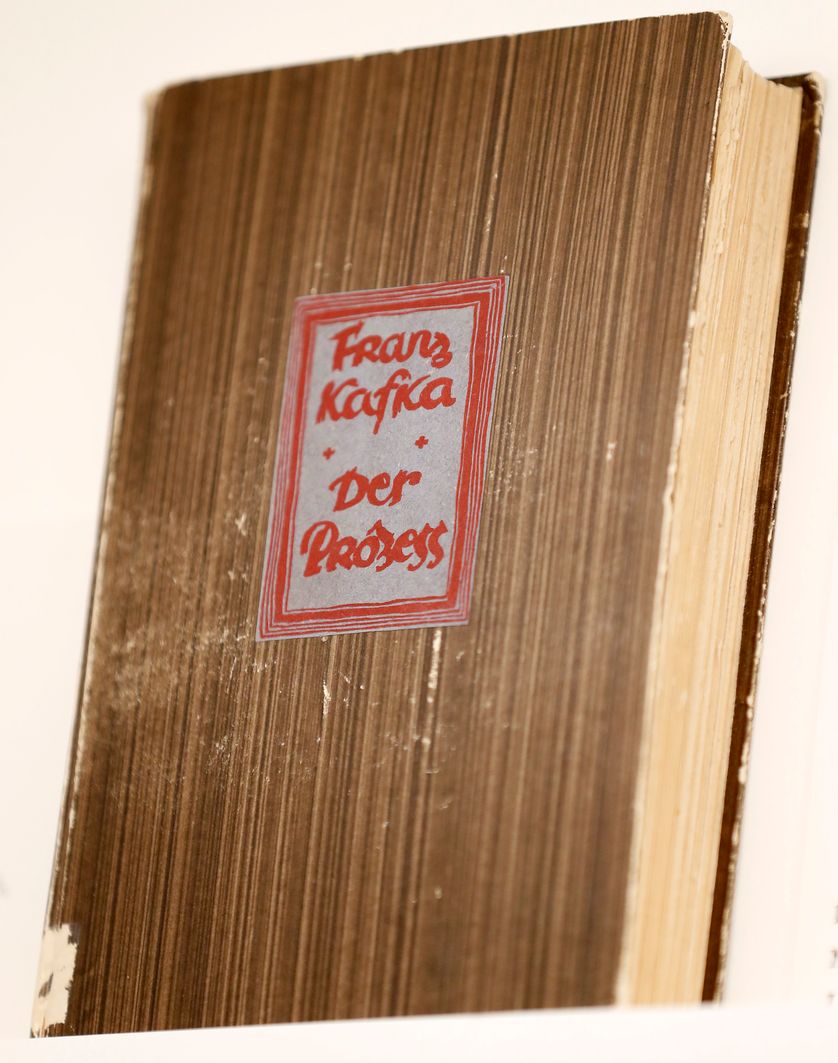 Franz
Kafka
Der
Prozess